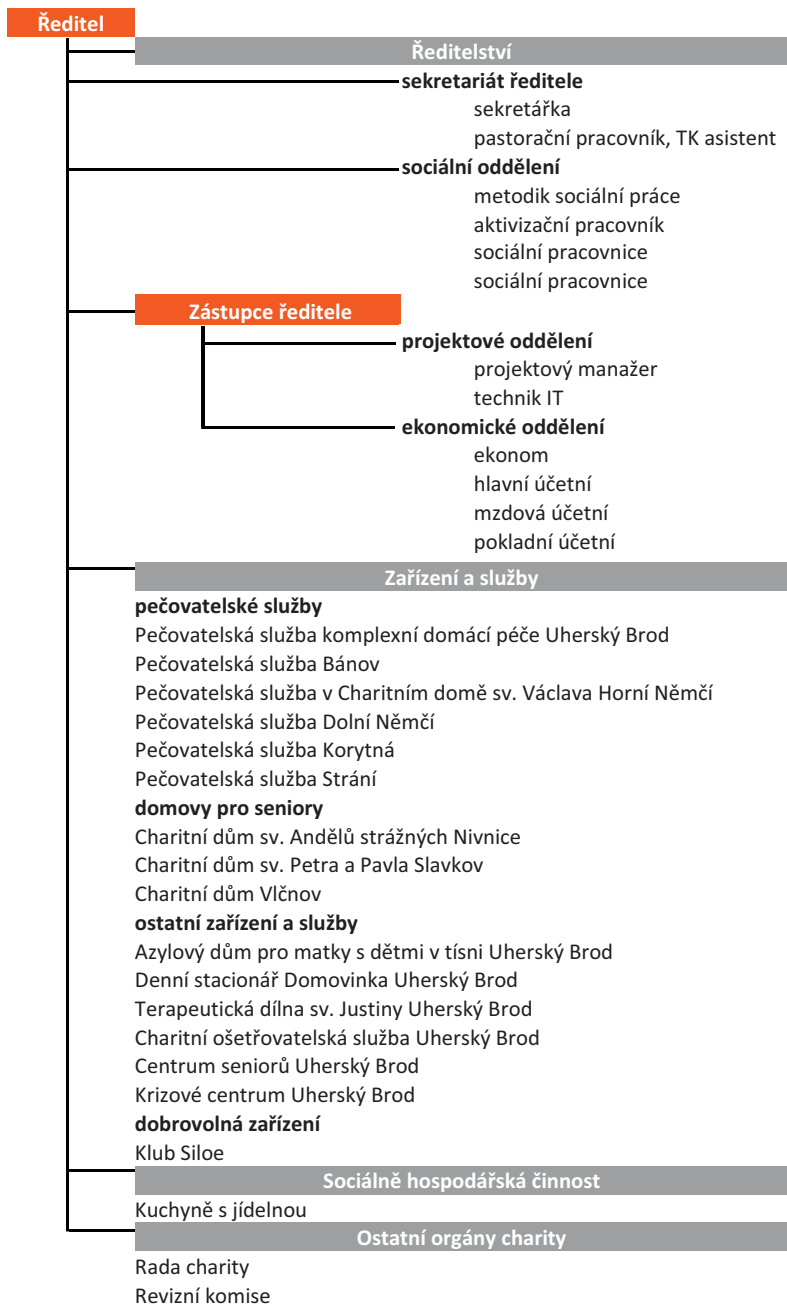 Ředitel
Ředitelství
sekretariát ředitele
sekretářka
pastorační pracovník, TK asistent
sociální oddělení
metodik sociální práce
aktivizační pracovník
sociální pracovnice
sociální pracovnice
Zástupce ředitele
projektové oddělení
projektový manažer
technik IT
ekonomické oddělení
ekonom
hlavní účetní
mzdová účetní
pokladní účetní
Zařízení a služby
pečovatelské služby
Pečovatelská služba komplexní domácí péče Uherský Brod
Pečovatelská služba Bánov
Pečovatelská služba v Charitním domě sv. Václava Horní Němčí
Pečovatelská služba Dolní Němčí
Pečovatelská služba Korytná
Pečovatelská služba Strání
domovy pro seniory
Charitní dům sv. Andělů strážných Nivnice
Charitní dům sv. Petra a Pavla Slavkov
Charitní dům Vlčnov
ostatní zařízení a služby
Azylový dům pro matky s dětmi v tísni Uherský Brod
Denní stacionář Domovinka Uherský Brod
Terapeutická dílna sv. Justiny Uherský Brod
Charitní ošetřovatelská služba Uherský Brod
Centrum seniorů Uherský Brod
Krizové centrum Uherský Brod
dobrovolná zařízení
Klub Siloe
Sociálně hospodářská činnost
Kuchyně s jídelnou
Ostatní orgány charity
Rada charity
Revizní komise